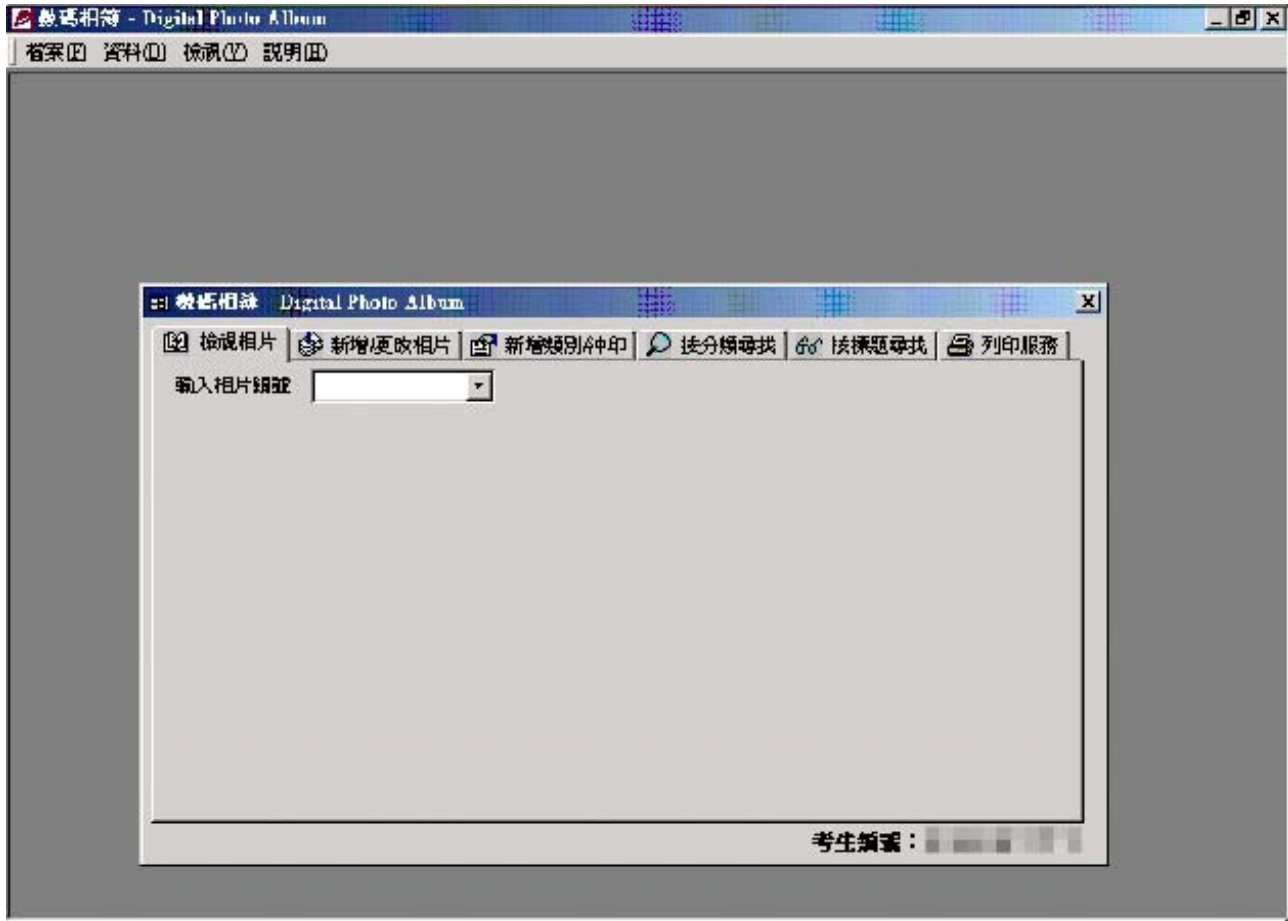 數碼相簿 - Digital Photo Album
檔案(F) 資料(D) 檢視(V) 說明(H)
數碼相簿 Digital Photo Album
檢視相片 新增/更改相片 新增類別/沖印 按分類尋找 按標題尋找 列印服務
輸入相片編號
考生編號：